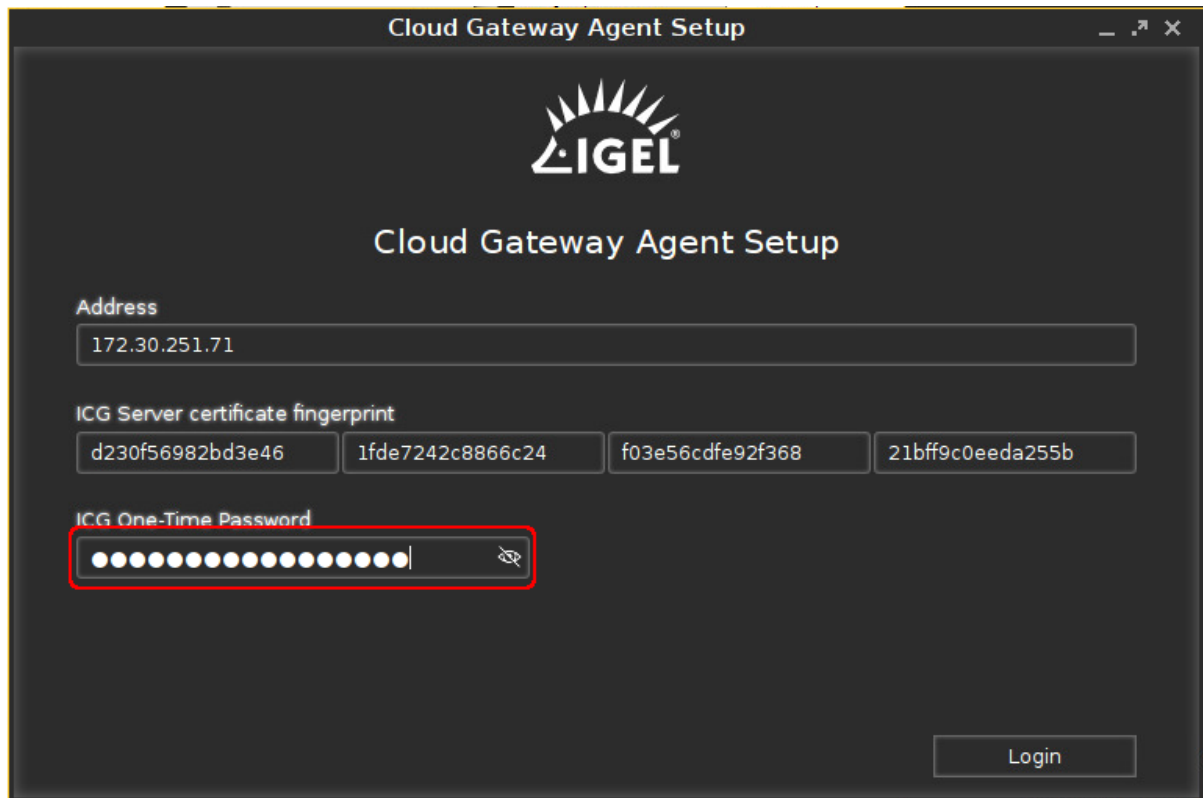 Cloud Gateway Agent Setup
IGEL®
Cloud Gateway Agent Setup
Address
172.30.251.71
ICG Server certificate fingerprint
d230f56982bd3e46 1fde7242c8866c24 f03e56cdfe92f368 21bff9c0eeda255b
ICG One-Time Password
●●●●●●●●●●●●●●●●●
Login